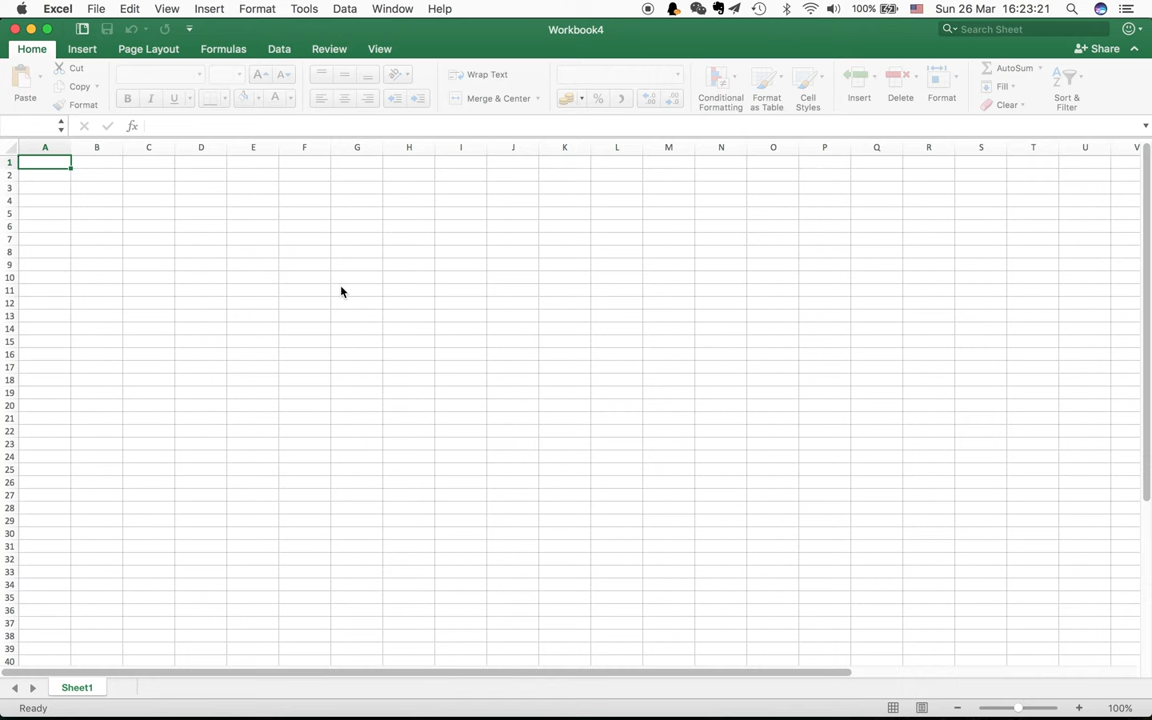 Excel File Edit View Insert Format Tools Data Window Help 100% Sun 26 Mar 16:23:21
Workbook4 Search Sheet
Home Insert Page Layout Formulas Data Review View Share
Paste Cut Copy Format
Wrap Text
Merge & Center
Conditional Formatting
Format as Table
Cell Styles
Insert Delete Format
AutoSum
Fill
Clear
Sort & Filter
fx
A B C D E F G H I J K L M N O P Q R S T U V
1
2
3
4
5
6
7
8
9
10
11
12
13
14
15
16
17
18
19
20
21
22
23
24
25
26
27
28
29
30
31
32
33
34
35
36
37
38
39
40
Sheet1
Ready 100%